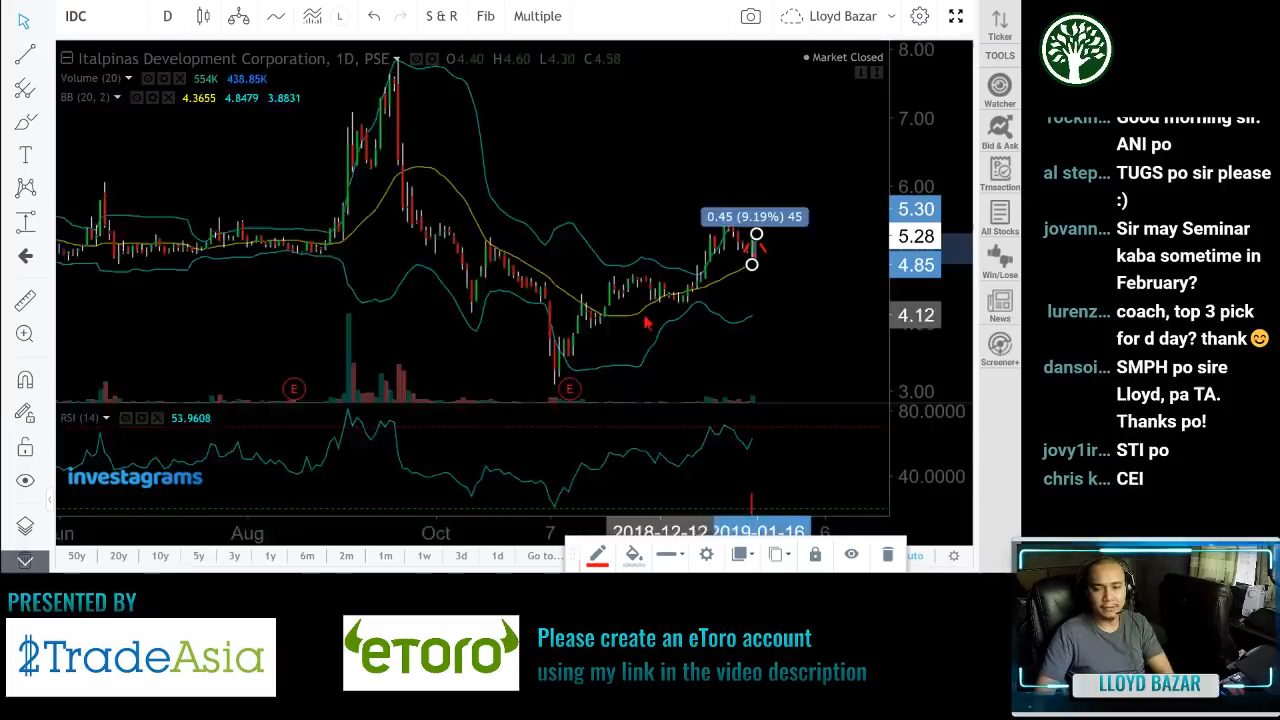 IDC
D
L
S & R
Fib
Multiple
Lloyd Bazar
Italpinas Development Corporation, 1D, PSE
O4.40 H4.60 L4.30 C4.58
Market Closed
Volume (20)
554K 438.85K
BB (20, 2)
4.3655 4.8479 3.8831
8.00
7.00
6.00
5.30
5.28
4.85
4.12
3.00
0.45 (9.19%) 45
E
E
RSI (14)
53.9608
80.0000
40.0000
investagrams
Aug
Oct
7
2018-12-12
2019-01-16
6
50y 20y 10y 5y 3y 1y 6m 2m 1m 1w 3d 1d Go to...
Ticker
TOOLS
Watcher
Bid & Ask
Trnsaction
All Stocks
Win/Lose
News
Screener+
Good morning sir.
ANI po
al step... TUGS po sir please
:)
jovann... Sir may Seminar
kaba sometime in
February?
lurenz... coach, top 3 pick
for d day? thank😊
dansoi... SMPH po sire
Lloyd, pa TA.
Thanks po!
jovy1ir... STI po
chris k... CEI
PRESENTED BY
2TradeAsia
eToro
Please create an eToro account
using my link in the video description
LLOYD BAZAR